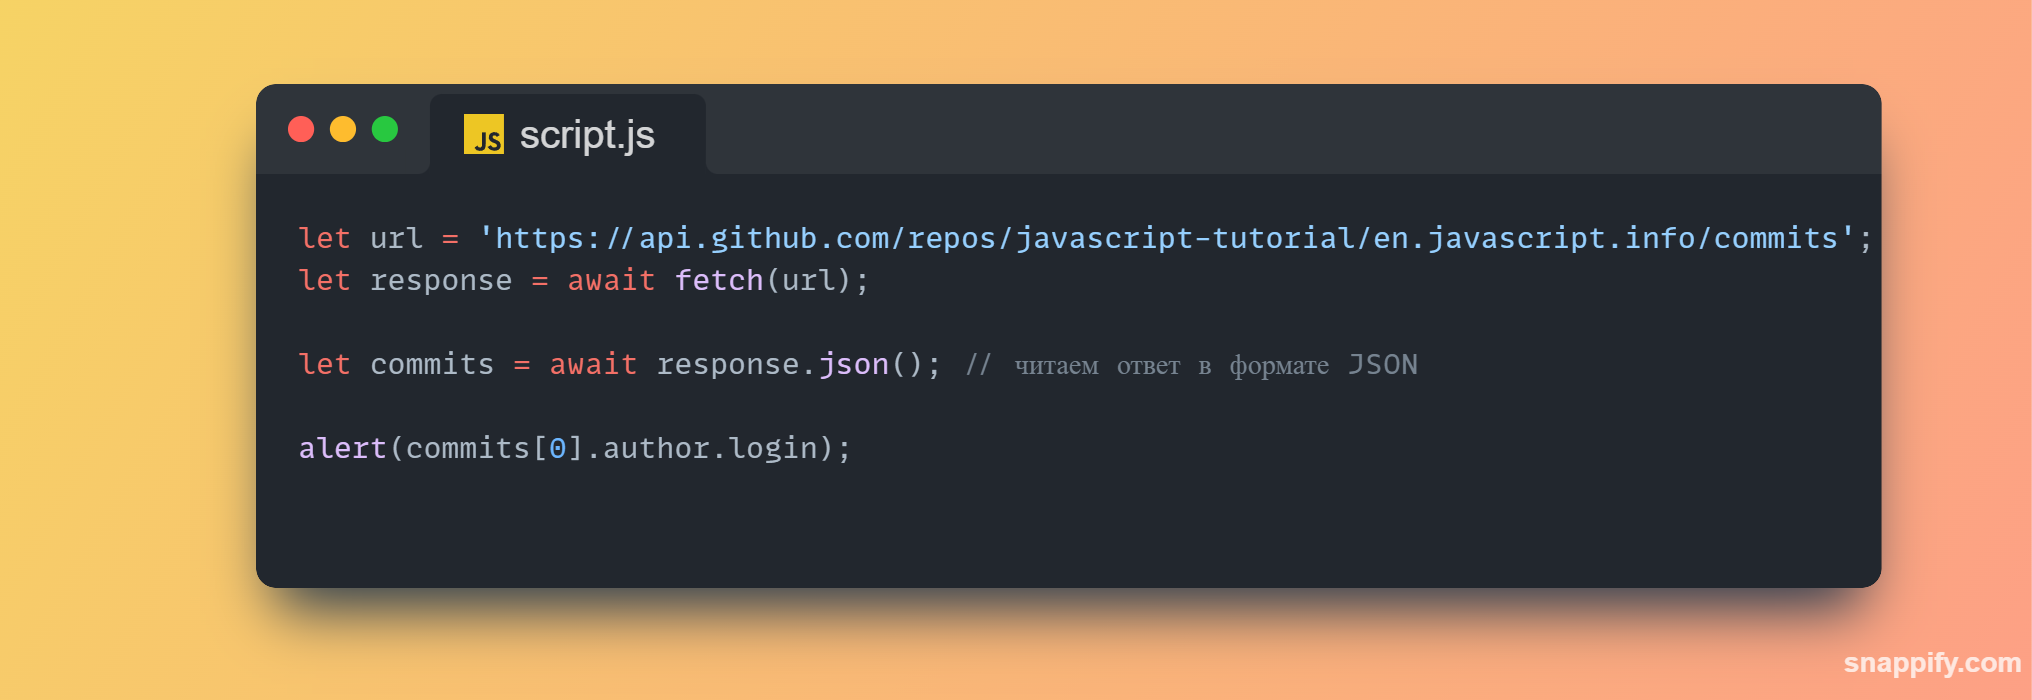 JS script.js
let url = 'https://api.github.com/repos/javascript-tutorial/en.javascript.info/commits';
let response = await fetch(url);
let commits = await response.json(); // читаем ответ в формате JSON
alert(commits[0].author.login);
snappify.com